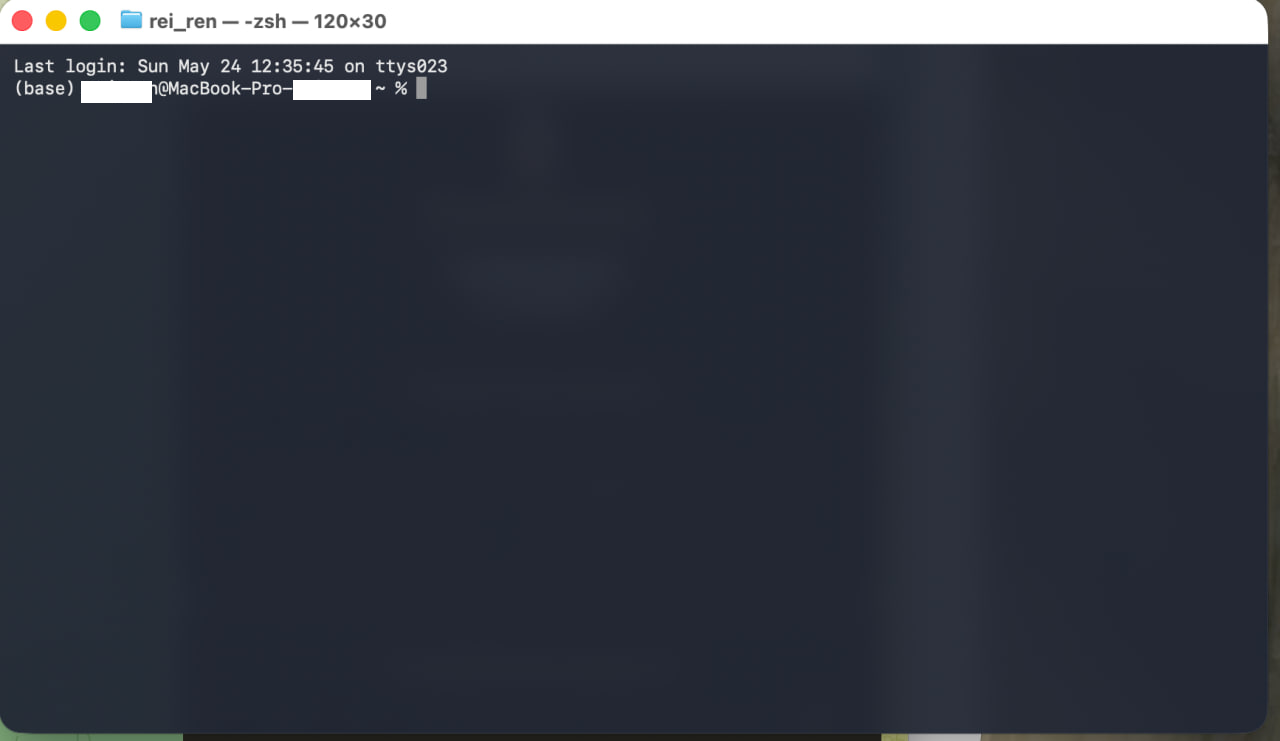 rei_ren — -zsh — 120×30
Last login: Sun May 24 12:35:45 on ttys023
(base) n@MacBook-Pro- ~ %